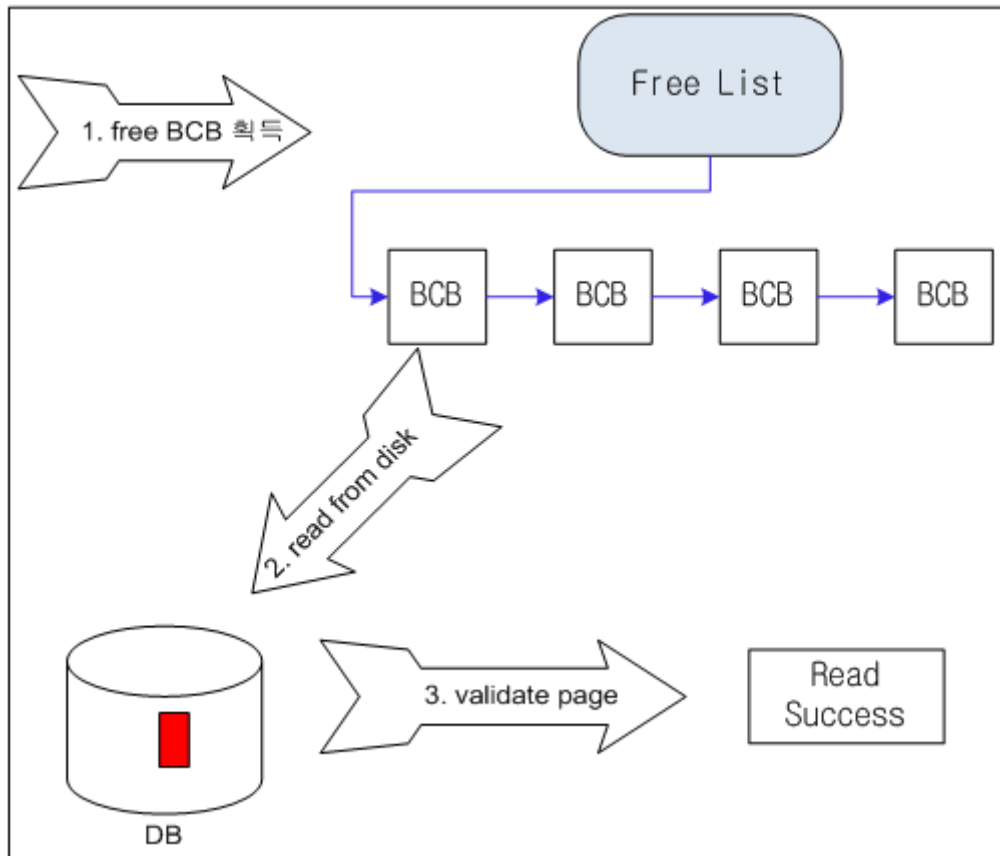 Free List
1. free BCB 획득
BCB
BCB
BCB
BCB
2. read from disk
3. validate page
Read
Success
DB